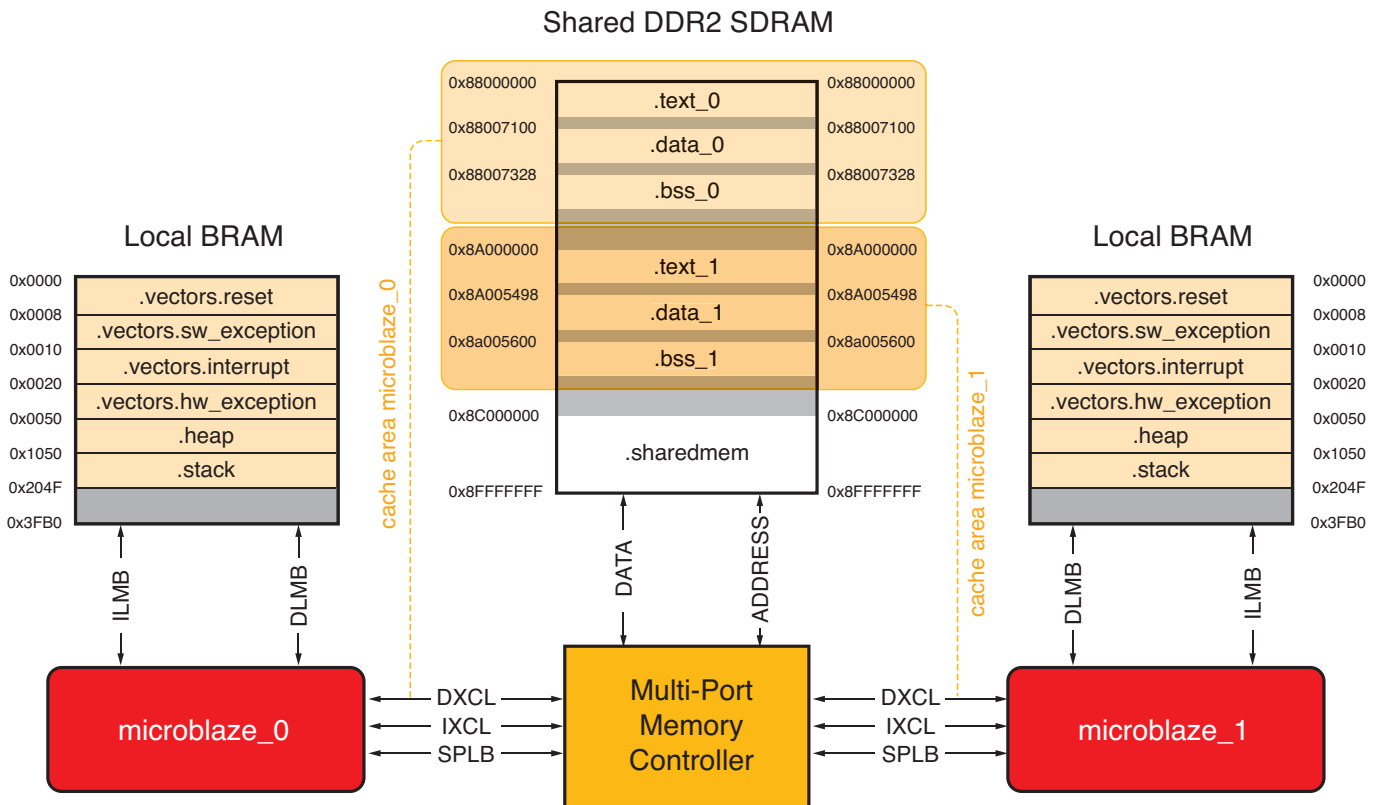 Shared DDR2 SDRAM
0x88000000
.text_0
0x88000000
0x88007100
.data_0
0x88007100
0x88007328
.bss_0
0x88007328
0x8A000000
.text_1
0x8A000000
0x8A005498
.data_1
0x8A005498
0x8a005600
.bss_1
0x8a005600
0x8C000000
0x8C000000
.sharedmem
0x8FFFFFFF
0x8FFFFFFF
cache area microblaze_0
cache area microblaze_1
Local BRAM
0x0000
.vectors.reset
0x0008
.vectors.sw_exception
0x0010
.vectors.interrupt
0x0020
.vectors.hw_exception
0x0050
.heap
0x1050
.stack
0x204F
0x3FB0
Local BRAM
.vectors.reset
0x0000
0x0008
.vectors.sw_exception
0x0010
.vectors.interrupt
0x0020
.vectors.hw_exception
0x0050
.heap
0x1050
.stack
0x204F
0x3FB0
ILMB
DLMB
DATA
ADDRESS
DLMB
ILMB
microblaze_0
DXCL
IXCL
SPLB
Multi-Port
Memory
Controller
DXCL
IXCL
SPLB
microblaze_1